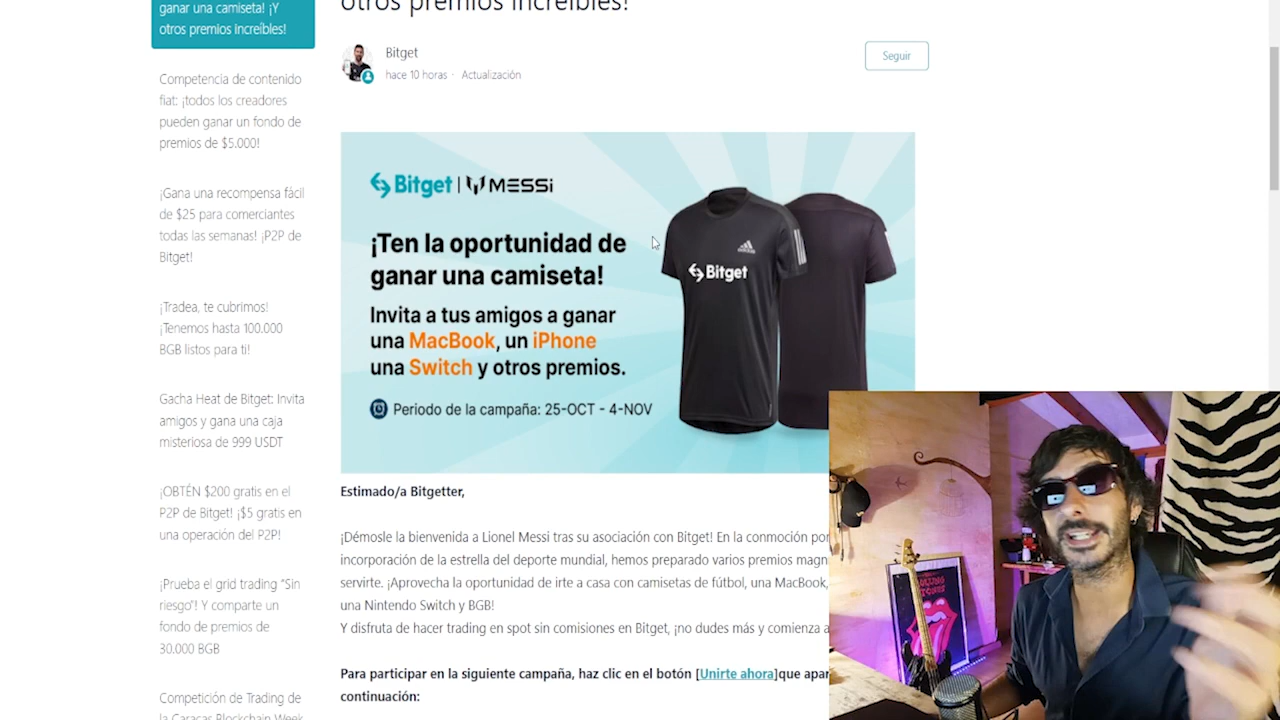 ganar una camiseta! ¡Y
otros premios increíbles!
Competencia de contenido
fiat: ¡todos los creadores
pueden ganar un fondo de
premios de $5.000!
¡Gana una recompensa fácil
de $25 para comerciantes
todas las semanas! ¡P2P de
Bitget!
¡Tradea, te cubrimos!
¡Tenemos hasta 100.000
BGB listos para ti!
Gacha Heat de Bitget: Invita
amigos y gana una caja
misteriosa de 999 USDT
¡OBTÉN $200 gratis en el
P2P de Bitget! ¡$5 gratis en
una operación del P2P!
¡Prueba el grid trading “Sin
riesgo”! Y comparte un
fondo de premios de
30.000 BGB
Competición de Trading de
la Caracas Blockchain Week
otros premios increíbles!
Bitget
hace 10 horas · Actualización
Seguir
Bitget | MESSI
¡Ten la oportunidad de
ganar una camiseta!
Invita a tus amigos a ganar
una MacBook, un iPhone
una Switch y otros premios.
Periodo de la campaña: 25-OCT - 4-NOV
adidas
Bitget
Estimado/a Bitgetter,
¡Démosle la bienvenida a Lionel Messi tras su asociación con Bitget! En la conmoción por
incorporación de la estrella del deporte mundial, hemos preparado varios premios magn
servirte. ¡Aprovecha la oportunidad de irte a casa con camisetas de fútbol, una MacBook,
una Nintendo Switch y BGB!
Y disfruta de hacer trading en spot sin comisiones en Bitget, ¡no dudes más y comienza a
Para participar en la siguiente campaña, haz clic en el botón [Unirte ahora]que apar
continuación: